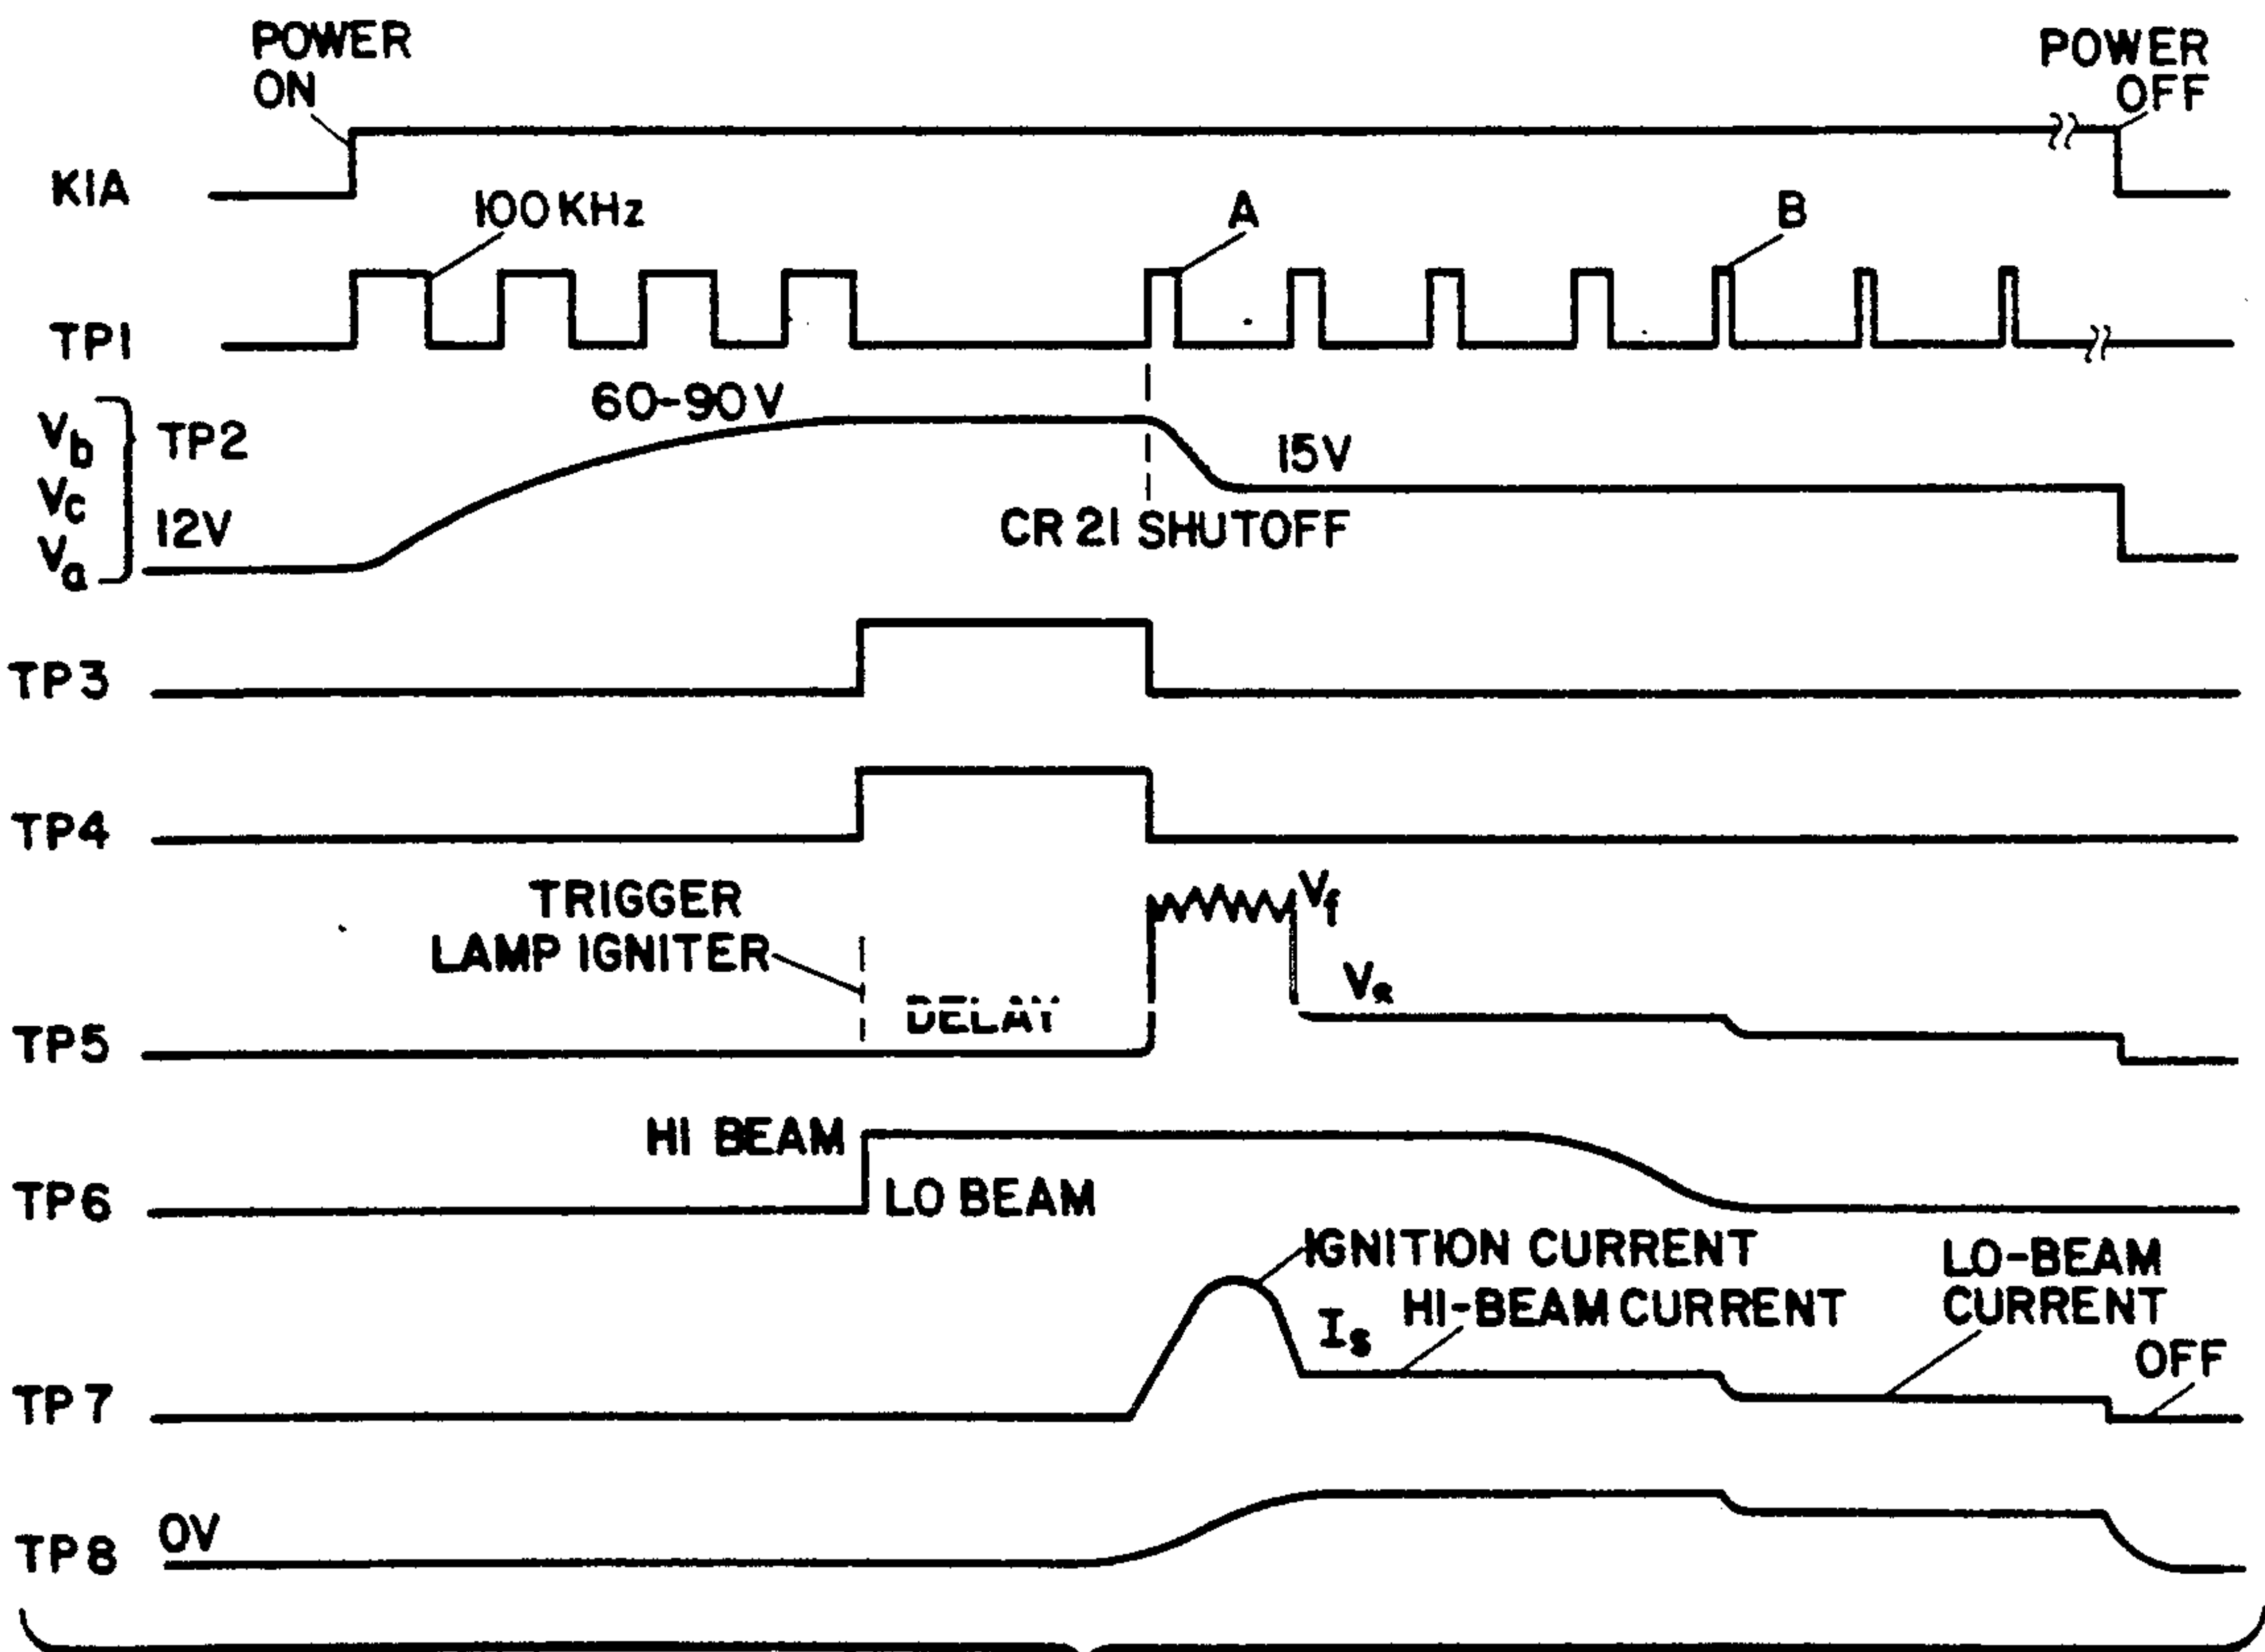 POWER
ON
POWER
OFF
K1A
100 KHz
A
B
TP1
60-90V
Vb
TP2
15V
Vc
12V
Va
CR 21 SHUTOFF
TP3
TP4
TRIGGER
LAMP IGNITER
Vf
DELAY
Vs
TP5
HI BEAM
TP6
LO BEAM
IGNITION CURRENT
LO-BEAM
CURRENT
Is
HI-BEAM CURRENT
OFF
TP7
0V
TP8